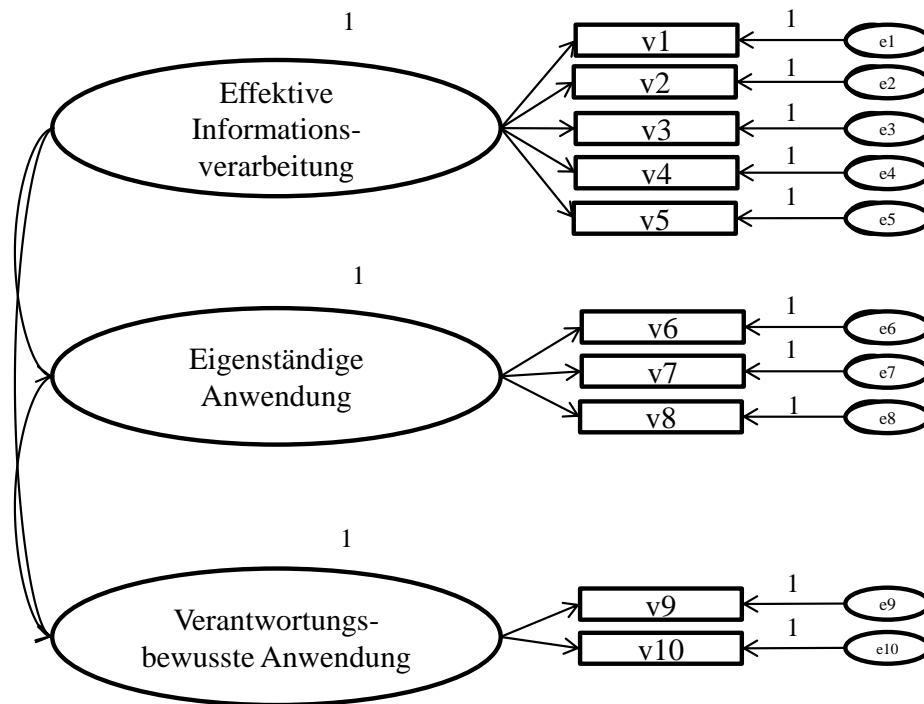 1
Effektive
Informations-
verarbeitung
v1
1
e1
v2
1
e2
v3
1
e3
v4
1
e4
v5
1
e5
1
Eigenständige
Anwendung
v6
1
e6
v7
1
e7
v8
1
e8
1
Verantwortungs-
bewusste Anwendung
v9
1
e9
v10
1
e10